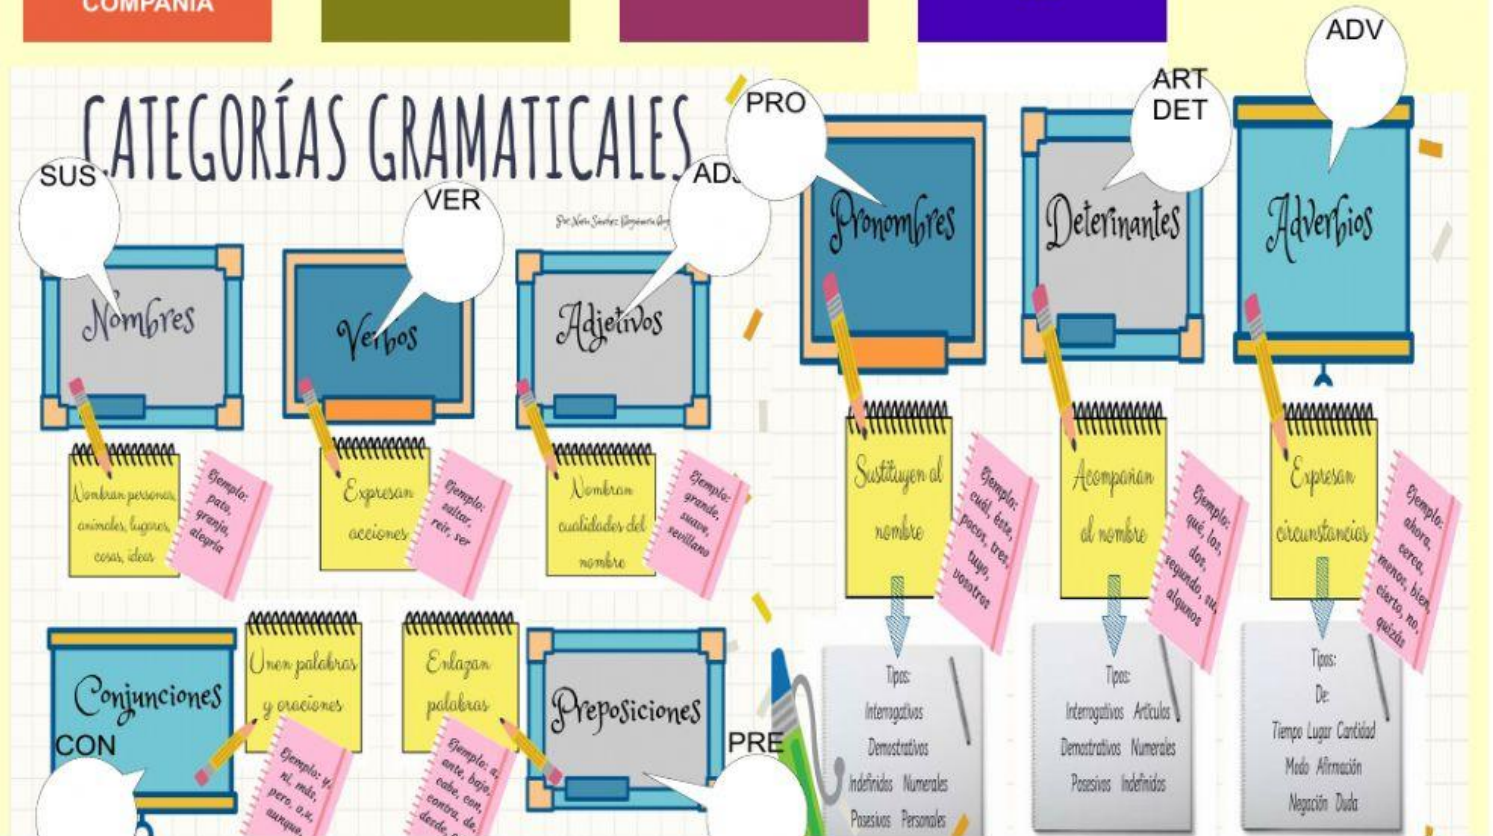 COMPAÑÍA
CATEGORÍAS GRAMATICALES
SUS
VER
ADJ
PRO
ART
DET
ADV
Nombres
Verbos
Adjetivos
Pronombres
Deterinantes
Adverbios
Nombran personas,
animales, lugares,
cosas, ideas
Ejemplo:
pato,
granja,
alegría
Expresan
acciones
Ejemplo:
saltar,
reir, ser
Nombran
cualidades del
nombre
Ejemplo:
grande,
suave,
sevillano
Sustituyen al
nombre
Ejemplo:
cuál, éste,
pocos, tres,
tuyo,
vosotros
Acompañan
al nombre
Ejemplo:
qué, los,
dos,
segundo, su,
algunos
Expresan
circunstancias
Ejemplo:
ahora,
cerca,
menos, bien,
cierto, no,
quizás
Conjunciones
CON
Unen palabras
y oraciones
Ejemplo: y,
ni, más,
pero, o,u,
aunque,
Enlazan
palabras
Ejemplo: a,
ante, bajo,
cabe, con,
contra, de,
desde,
Preposiciones
PRE
Tipos:
Interrogativos
Demostrativos
Indefinidos Numerales
Posesivos Personales
Tipos:
Interrogativos Artículos
Demostrativos Numerales
Posesivos Indefinidos
Tipos:
De:
Tiempo Lugar Cantidad
Modo Afirmación
Negación Duda